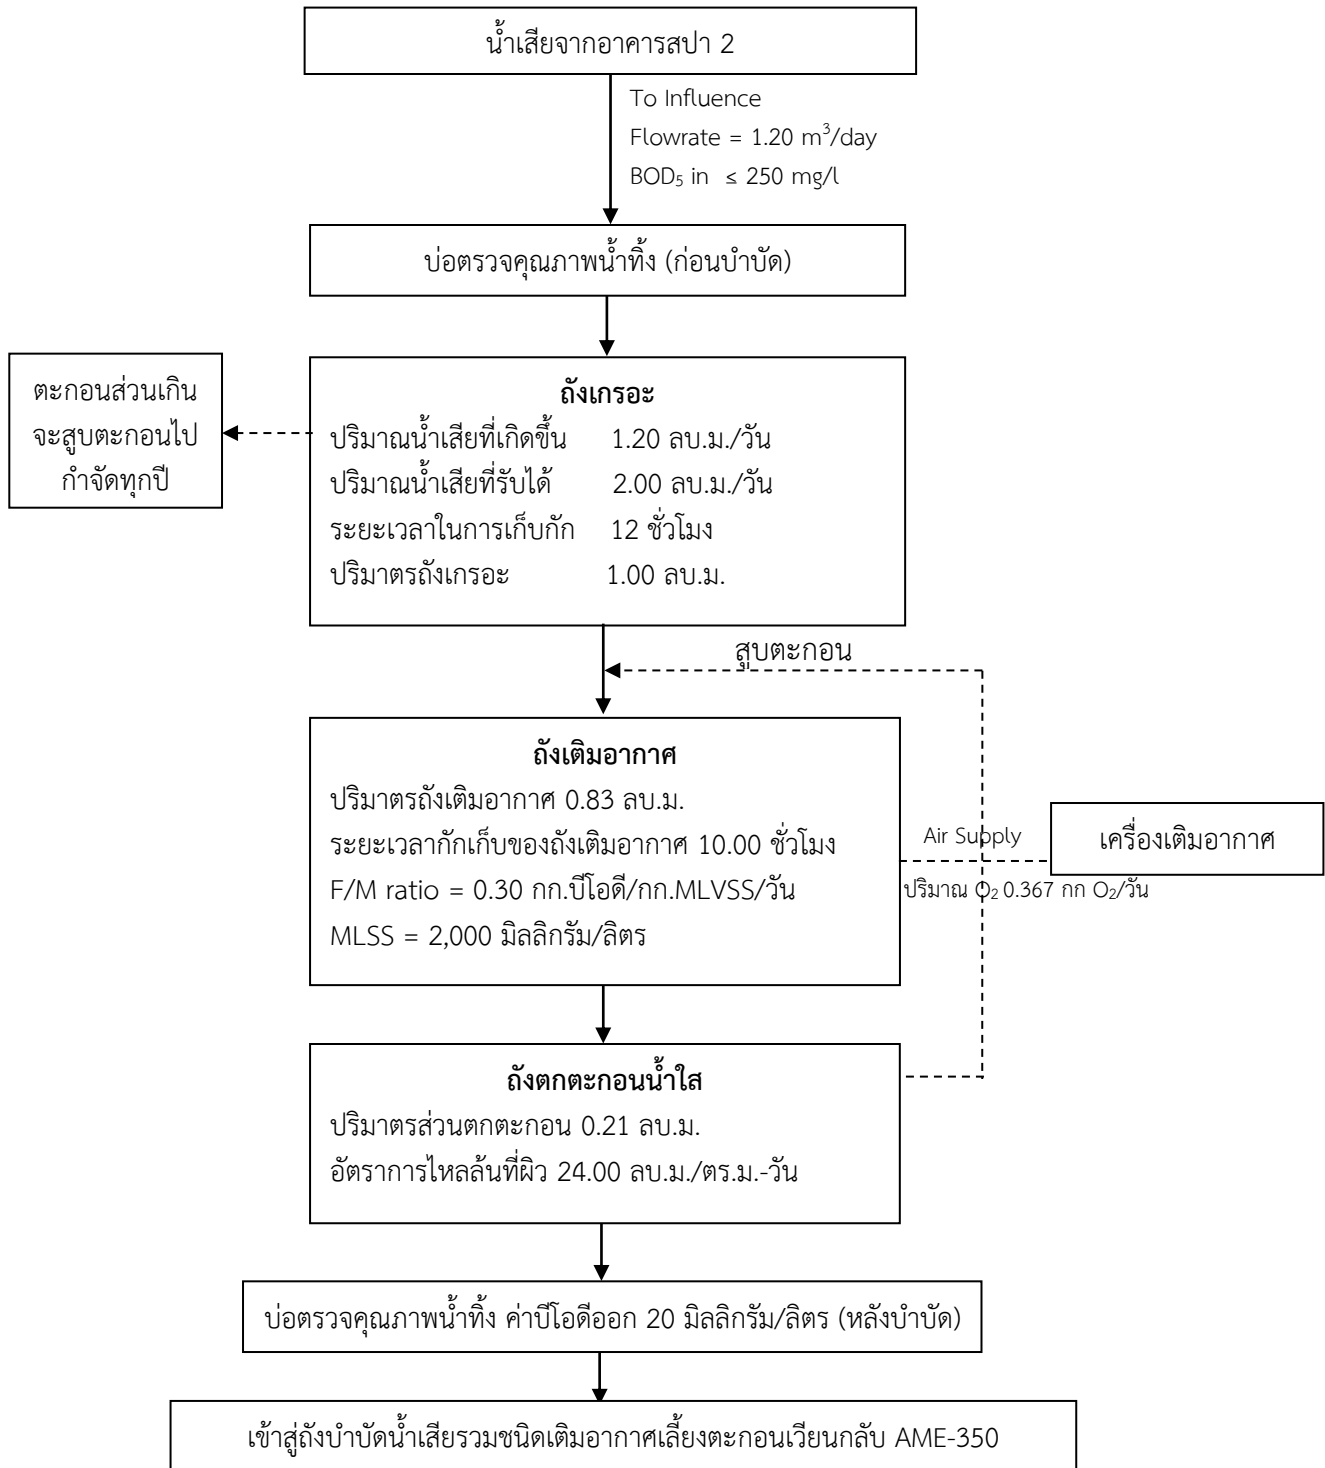 น้ำเสียจากอาคารสปา 2
To Influence
Flowrate = 1.20 m³/day
BOD₅ in ≤ 250 mg/l
บ่อตรวจคุณภาพน้ำทิ้ง (ก่อนบำบัด)
ตะกอนส่วนเกิน
จะสูบตะกอนไป
กำจัดทุกปี
ถังเกรอะ
ปริมาณน้ำเสียที่เกิดขึ้น 1.20 ลบ.ม./วัน
ปริมาณน้ำเสียที่รับได้ 2.00 ลบ.ม./วัน
ระยะเวลาในการเก็บกัก 12 ชั่วโมง
ปริมาตรถังเกรอะ 1.00 ลบ.ม.
สูบตะกอน
ถังเติมอากาศ
ปริมาตรถังเติมอากาศ 0.83 ลบ.ม.
ระยะเวลากักเก็บของถังเติมอากาศ 10.00 ชั่วโมง
F/M ratio = 0.30 กก.บีโอดี/กก.MLVSS/วัน
MLSS = 2,000 มิลลิกรัม/ลิตร
Air Supply
ปริมาณ O₂ 0.367 กก O₂/วัน
เครื่องเติมอากาศ
ถังตกตะกอนน้ำใส
ปริมาตรส่วนตกตะกอน 0.21 ลบ.ม.
อัตราการไหลล้นที่ผิว 24.00 ลบ.ม./ตร.ม.-วัน
บ่อตรวจคุณภาพน้ำทิ้ง ค่าบีโอดีออก 20 มิลลิกรัม/ลิตร (หลังบำบัด)
เข้าสู่ถังบำบัดน้ำเสียรวมชนิดเติมอากาศเลี้ยงตะกอนเวียนกลับ AME-350